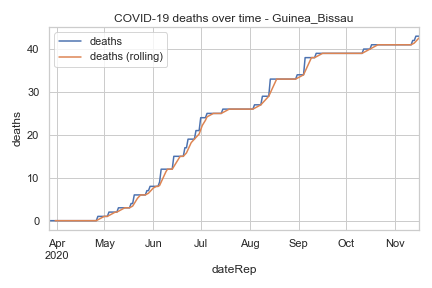 COVID-19 deaths over time - Guinea_Bissau
deaths
deaths (rolling)
deaths
40
30
20
10
0
Apr May Jun Jul Aug Sep Oct Nov
2020
dateRep